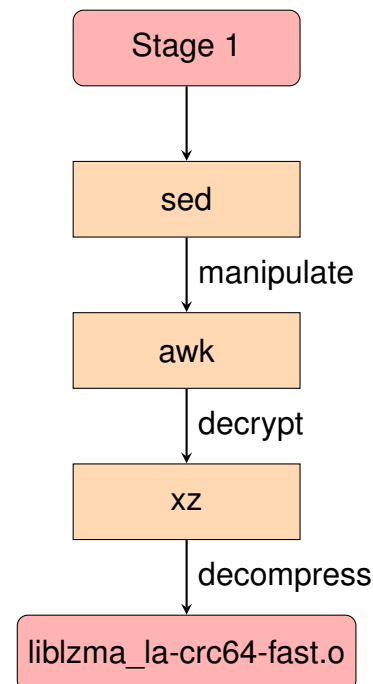 Stage 1
sed
manipulate
awk
decrypt
xz
decompress
liblzma_la-crc64-fast.o